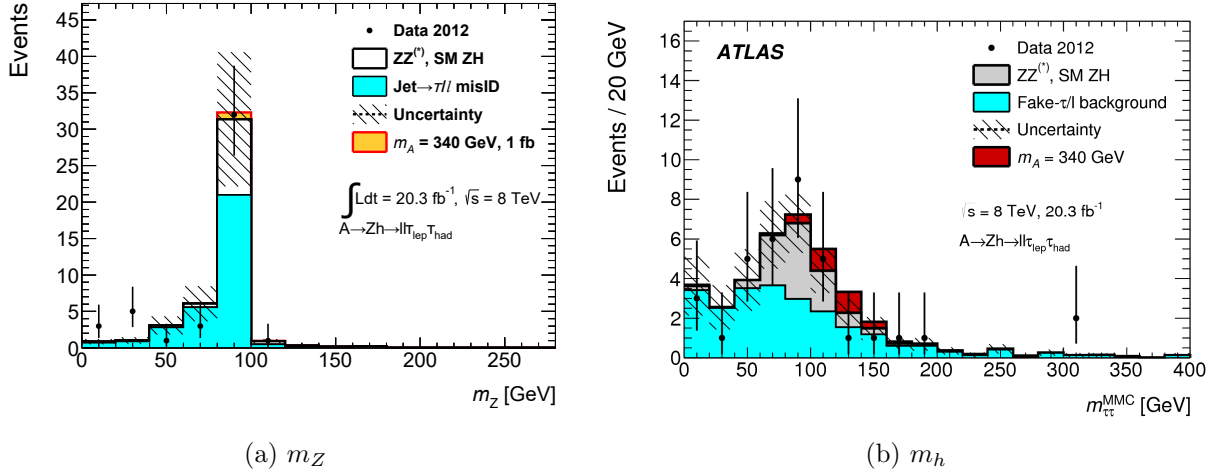 Events
45
40
35
30
25
20
15
10
5
0
0 50 100 150 200 250
m_Z [GeV]
Data 2012
ZZ^(*), SM ZH
Jet→τ/l misID
Uncertainty
m_A = 340 GeV, 1 fb
∫Ldt = 20.3 fb⁻¹, √s = 8 TeV
A→Zh→llτ_lep τ_had
(a) m_Z
Events / 20 GeV
16
14
12
10
8
6
4
2
0
0 50 100 150 200 250 300 350 400
m_ττ^MMC [GeV]
ATLAS
Data 2012
ZZ^(*), SM ZH
Fake-τ/l background
Uncertainty
m_A = 340 GeV
√s = 8 TeV, 20.3 fb⁻¹
A→Zh→llτ_lep τ_had
(b) m_h